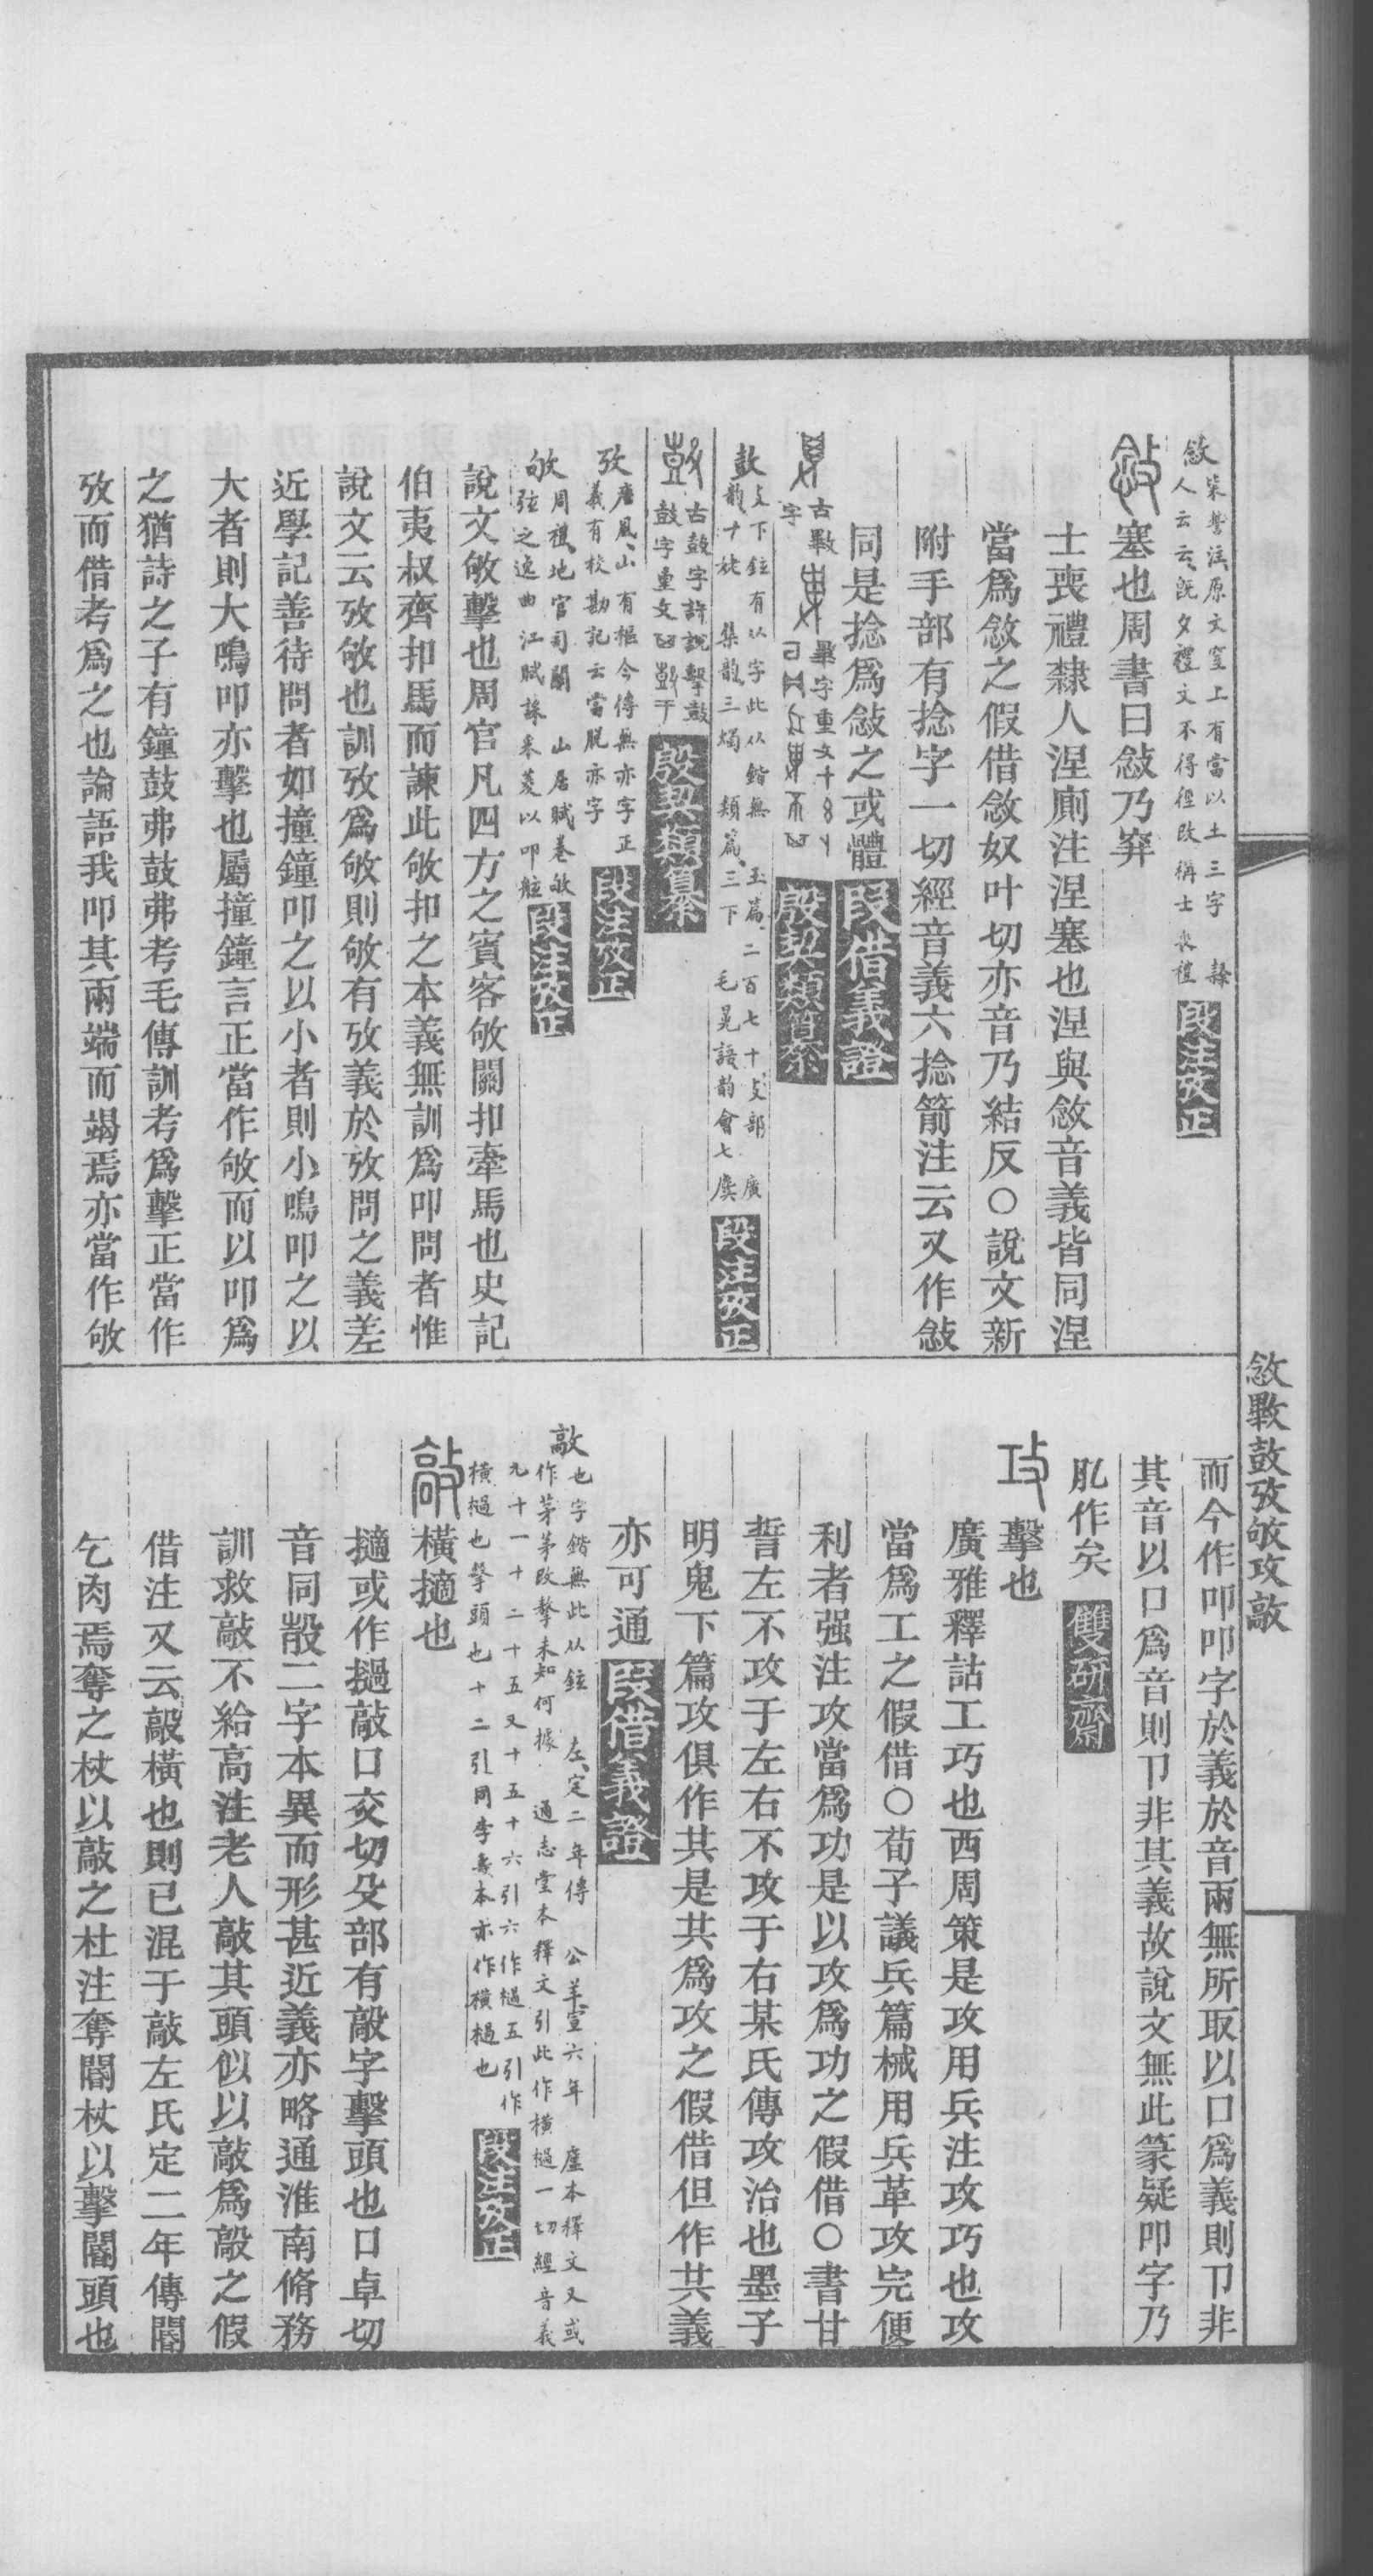 敜 粊誓注原文窒上有當以土三字 隸
人云云旣夕禮文不得徑改稱士喪禮 段注攷正
敜塞也周書曰敜乃穽
士喪禮隸人涅廁注涅塞也涅與敜音義皆同涅
當爲敜之假借敜奴叶切亦音乃結反〇說文新
附手部有捻字一切經音義六捻箭注云又作敜
同是捻爲敜之或體 段借義證
古斁
字 畢字重文十 殷契類纂
鼓 攴下鉉有以字此从鍇無 玉篇二百七十攴部 廣
韵十姥 集韵三燭 類篇三下 毛晃語韵會七麌 段注攷正
古鼓字許說擊鼓
鼓字重文 殷契類纂
攷 唐風山有樞今傳無亦字正
義有校勘記云當脫亦字 段注攷正
敂 周禮地官司關 山居賦卷敂
弦之逸曲江賦詠采菱以叩舷 段注攷正
說文敂擊也周官凡四方之賓客敂關扣牽馬也史記
伯夷叔齊扣馬而諫此敂扣之本義無訓爲叩問者惟
說文云攷敂也訓攷爲敂則敂有攷義於攷問之義差
近學記善待問者如撞鐘叩之以小者則小鳴叩之以
大者則大鳴叩亦擊也屬撞鐘言正當作敂而以叩爲
之猶詩之子有鐘鼓弗鼓弗考毛傳訓考爲擊正當作
攷而借考爲之也論語我叩其兩端而竭焉亦當作敂
敜斁鼓攷敂攻敲
而今作叩叩字於義於音兩無所取以口爲義則卩非
其音以口爲音則卩非其義故說文無此篆疑叩字乃
肊作矣 雙研齋
攻擊也
廣雅釋詁工巧也西周策是攻用兵注攻巧也攻
當爲工之假借〇荀子議兵篇械用兵革攻完便
利者强注攻當爲功是以攻爲功之假借〇書甘
誓左不攻于左右不攻于右某氏傳攻治也墨子
明鬼下篇攻俱作共是共爲攻之假借但作共義
亦可通 段借義證
敲 也字鍇無此从鉉 左定二年傳 公羊宣六年 盧本釋文又或
作茅茅改摮未知何據 通志堂本釋文引此作橫檛一切經音義
九十一十二十五又十五十六引六作檛五引作
橫檛也擊頭也十二引同李燾本亦作橫檛也 段注攷正
敲橫擿也
擿或作撾敲口交切殳部有毃字擊頭也口卓切
音同毃二字本異而形甚近義亦略通淮南脩務
訓救敲不給高注老人敲其頭似以敲爲毃之假
借注又云毃橫也則已混于敲左氏定二年傳閽
乞肉焉奪之杖以敲之杜注奪閽杖以擊閽頭也